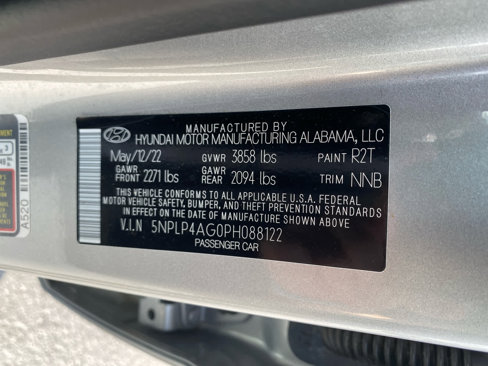 MANUFACTURED BY
HYUNDAI MOTOR MANUFACTURING ALABAMA, LLC
May/12/22 GVWR 3858 lbs PAINT R2T
GAWR FRONT 2271 lbs GAWR REAR 2094 lbs TRIM NNB
THIS VEHICLE CONFORMS TO ALL APPLICABLE U.S.A. FEDERAL
MOTOR VEHICLE SAFETY, BUMPER, AND THEFT PREVENTION STANDARDS
IN EFFECT ON THE DATE OF MANUFACTURE SHOWN ABOVE
V.I.N 5NPLP4AG0PH088122
PASSENGER CAR
A520